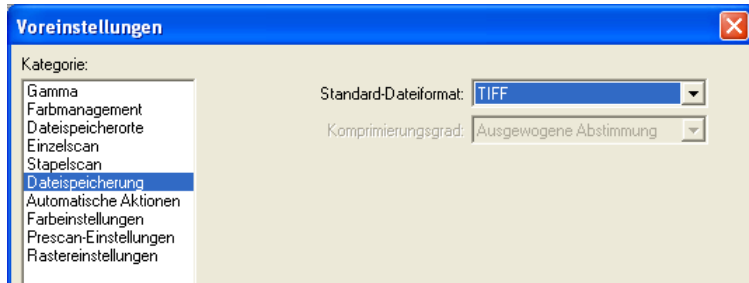 Voreinstellungen
Kategorie:
Gamma
Farbmanagement
Dateispeicherorte
Einzelscan
Stapelscan
Dateispeicherung
Automatische Aktionen
Farbeinstellungen
Prescan-Einstellungen
Rastereinstellungen
Standard-Dateiformat: TIFF
Komprimierungsgrad: Ausgewogene Abstimmung